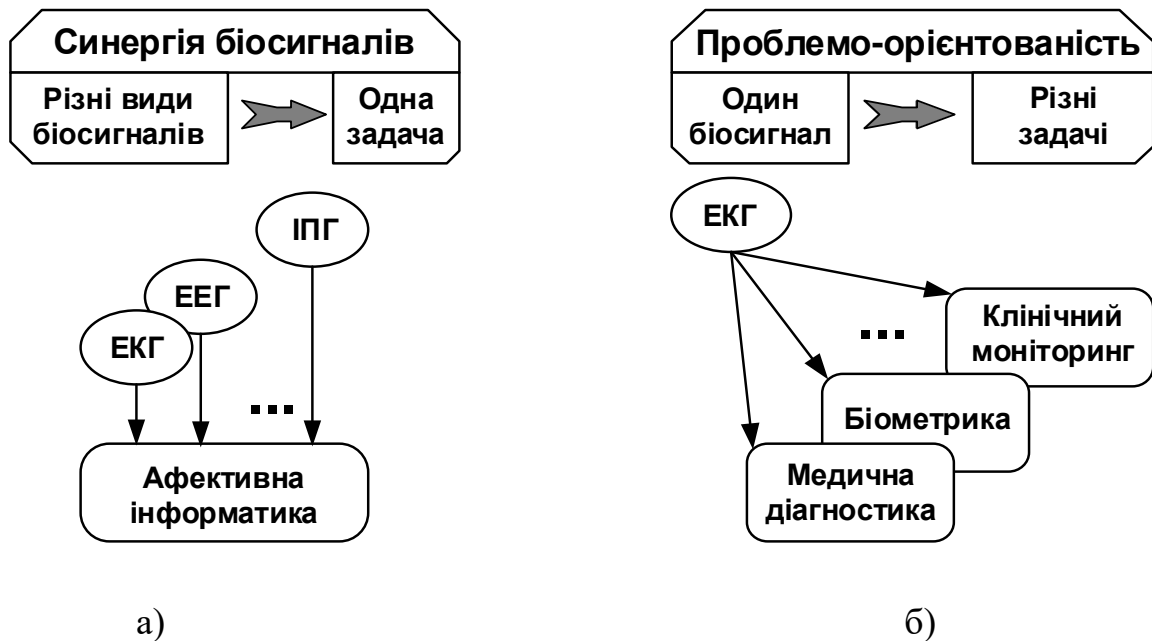 Синергія біосигналів
Різні види
біосигналів
Одна
задача
ІПГ
ЕЕГ
ЕКГ
...
Афективна
інформатика
а)
Проблемо-орієнтованість
Один
біосигнал
Різні
задачі
ЕКГ
...
Клінічний
моніторинг
Біометрика
Медична
діагностика
б)